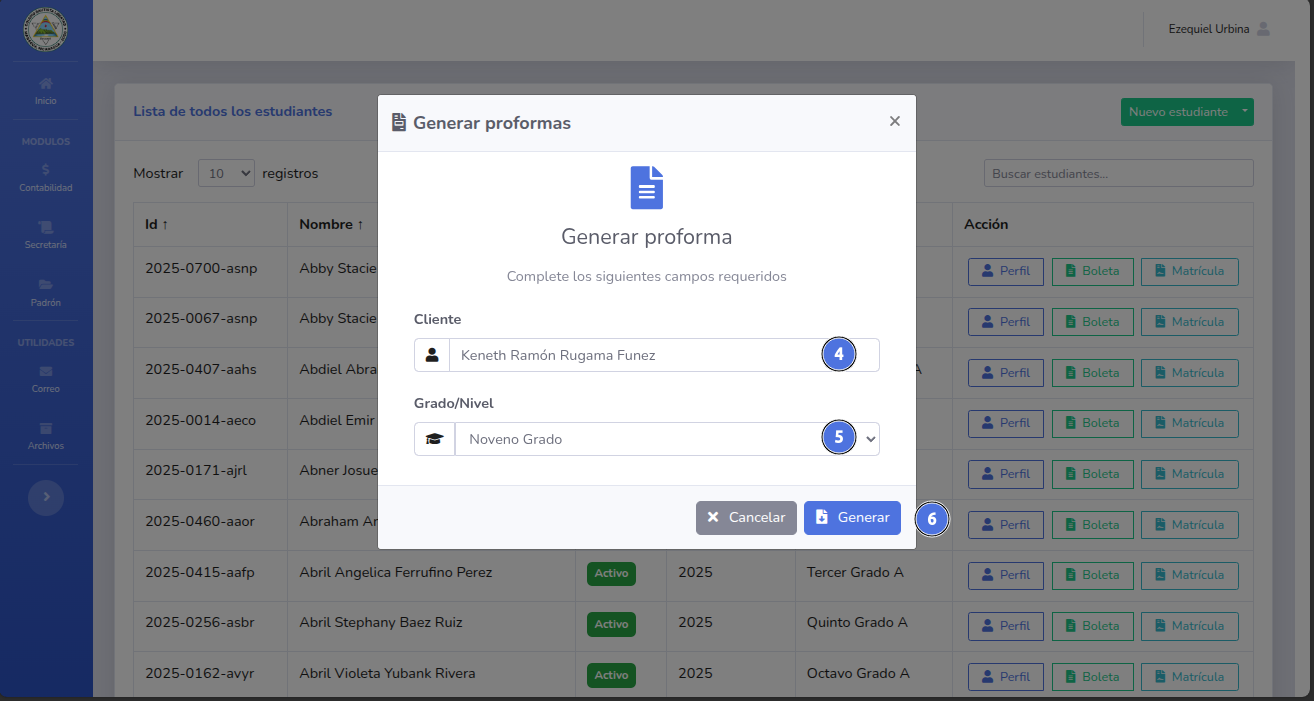 Ezequiel Urbina
Inicio
MODULOS
Contabilidad
Secretaría
Padrón
UTILIDADES
Correo
Archivos
Lista de todos los estudiantes
Nuevo estudiante
Mostrar 10 registros
Buscar estudiantes...
Id ↑ Nombre ↑ Acción
2025-0700-asnp Abby Stacie Perfil Boleta Matrícula
2025-0067-asnp Abby Stacie Perfil Boleta Matrícula
2025-0407-aahs Abdiel Abra A Perfil Boleta Matrícula
2025-0014-aeco Abdiel Emir Perfil Boleta Matrícula
2025-0171-ajrl Abner Josue Perfil Boleta Matrícula
2025-0460-aaor Abraham Ar Perfil Boleta Matrícula
2025-0415-aafp Abril Angelica Ferrufino Perez Activo 2025 Tercer Grado A Perfil Boleta Matrícula
2025-0256-asbr Abril Stephany Baez Ruiz Activo 2025 Quinto Grado A Perfil Boleta Matrícula
2025-0162-avyr Abril Violeta Yubank Rivera Activo 2025 Octavo Grado A Perfil Boleta Matrícula
Generar proformas ×
Generar proforma
Complete los siguientes campos requeridos
Cliente
Keneth Ramón Rugama Funez 4
Grado/Nivel
Noveno Grado 5
Cancelar Generar 6